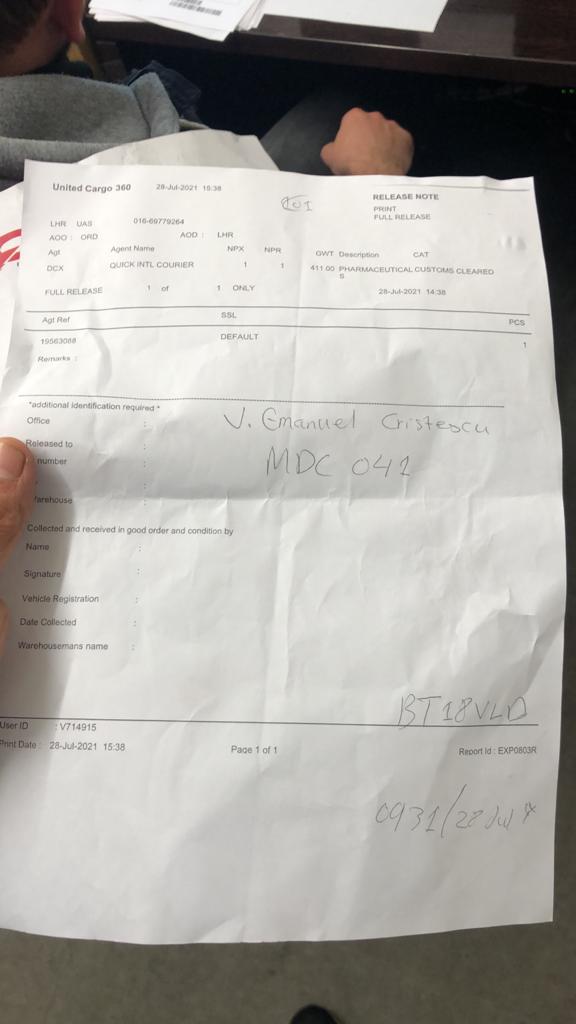 United Cargo 360 28-Jul-2021 15:38
RELEASE NOTE
PRINT
FULL RELEASE
LHR UAS 016-69779264
AOO : ORD AOD : LHR
Agt Agent Name NPX NPR GWT Description CAT
DCX QUICK INTL COURIER 1 1 411.00 PHARMACEUTICAL CUSTOMS CLEARED
S
FULL RELEASE 1 of 1 ONLY 28-Jul-2021 14:38
Agt Ref SSL PCS
19563088 DEFAULT 1
Remarks :
*additional identification required *
Office :
V. Emanuel Cristescu
Released to :
number :
MDC 041
:
arehouse :
Collected and received in good order and condition by
Name :
Signature :
Vehicle Registration :
Date Collected :
Warehousemans name :
BT18VLD
User ID : V714915
Print Date : 28-Jul-2021 15:38 Page 1 of 1 Report Id : EXP0803R